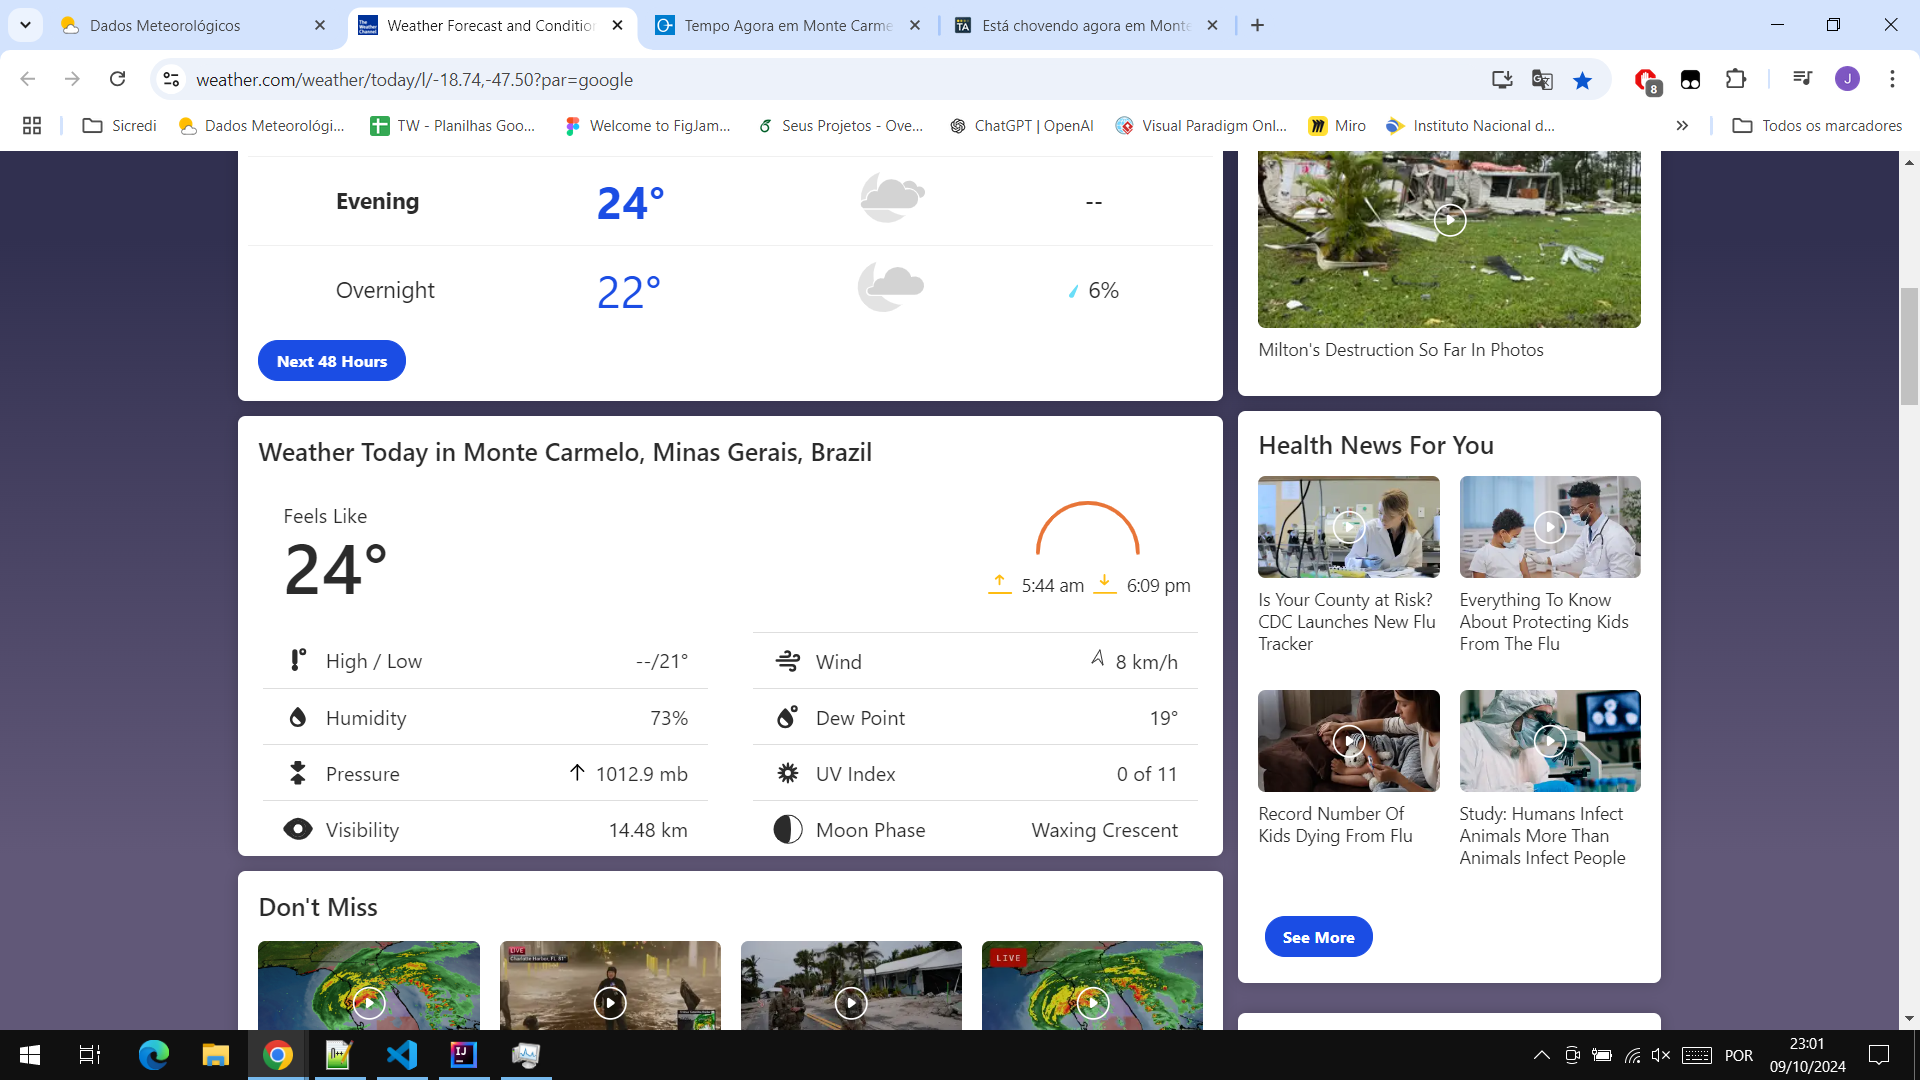 Dados Meteorológicos
Weather Forecast and Conditio
Tempo Agora em Monte Carme
Está chovendo agora em Monte
weather.com/weather/today/l/-18.74,-47.50?par=google
8
J
Sicredi
Dados Meteorológi...
TW - Planilhas Goo...
Welcome to FigJam...
Seus Projetos - Ove...
ChatGPT | OpenAI
Visual Paradigm Onl...
Miro
Instituto Nacional d...
Todos os marcadores
Evening
24°
--
Overnight
22°
6%
Next 48 Hours
Milton's Destruction So Far In Photos
Weather Today in Monte Carmelo, Minas Gerais, Brazil
Feels Like
24°
5:44 am
6:09 pm
High / Low
--/21°
Wind
8 km/h
Humidity
73%
Dew Point
19°
Pressure
1012.9 mb
UV Index
0 of 11
Visibility
14.48 km
Moon Phase
Waxing Crescent
Health News For You
Is Your County at Risk?
CDC Launches New Flu
Tracker
Everything To Know
About Protecting Kids
From The Flu
Record Number Of
Kids Dying From Flu
Study: Humans Infect
Animals More Than
Animals Infect People
See More
Don't Miss
LIVE
Charlotte Harbor, FL
LIVE
POR
23:01
09/10/2024